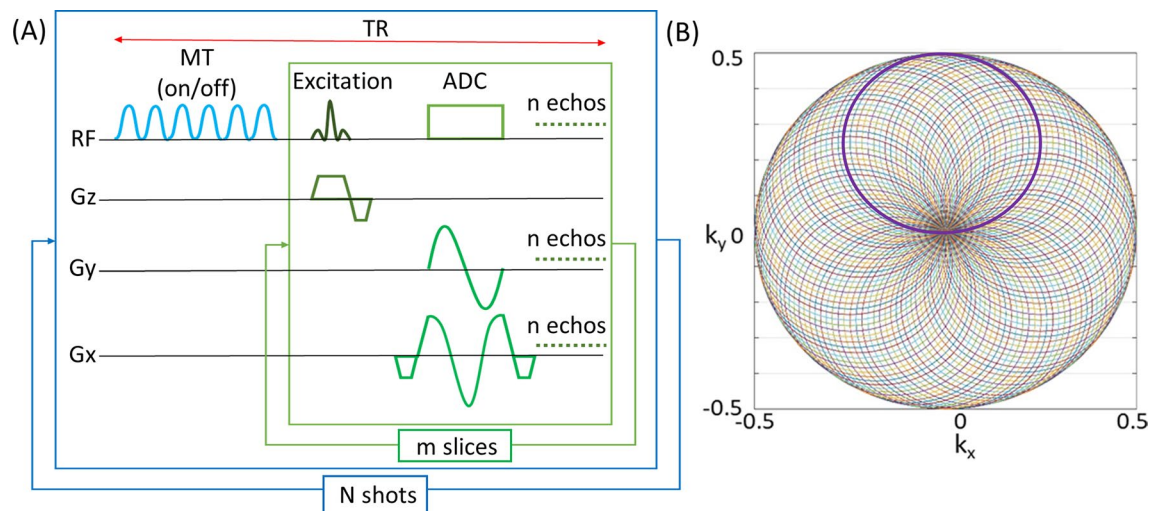 (A)
TR
MT
(on/off)
Excitation
ADC
n echos
RF
Gz
n echos
Gy
n echos
Gx
m slices
N shots
(B)
0.5
ky 0
-0.5
-0.5
0
0.5
kx